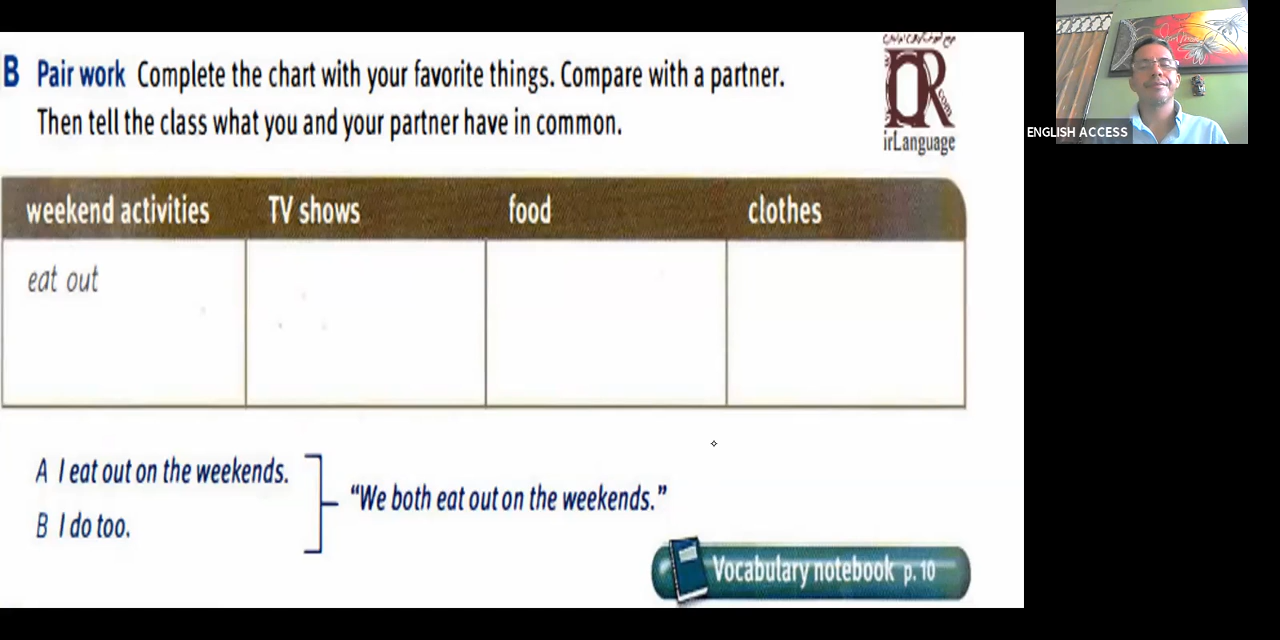 B Pair work Complete the chart with your favorite things. Compare with a partner.
Then tell the class what you and your partner have in common.
IR
.com
irLanguage
ENGLISH ACCESS
weekend activities TV shows food clothes
eat out
A I eat out on the weekends.
"We both eat out on the weekends."
B I do too.
Vocabulary notebook p. 10